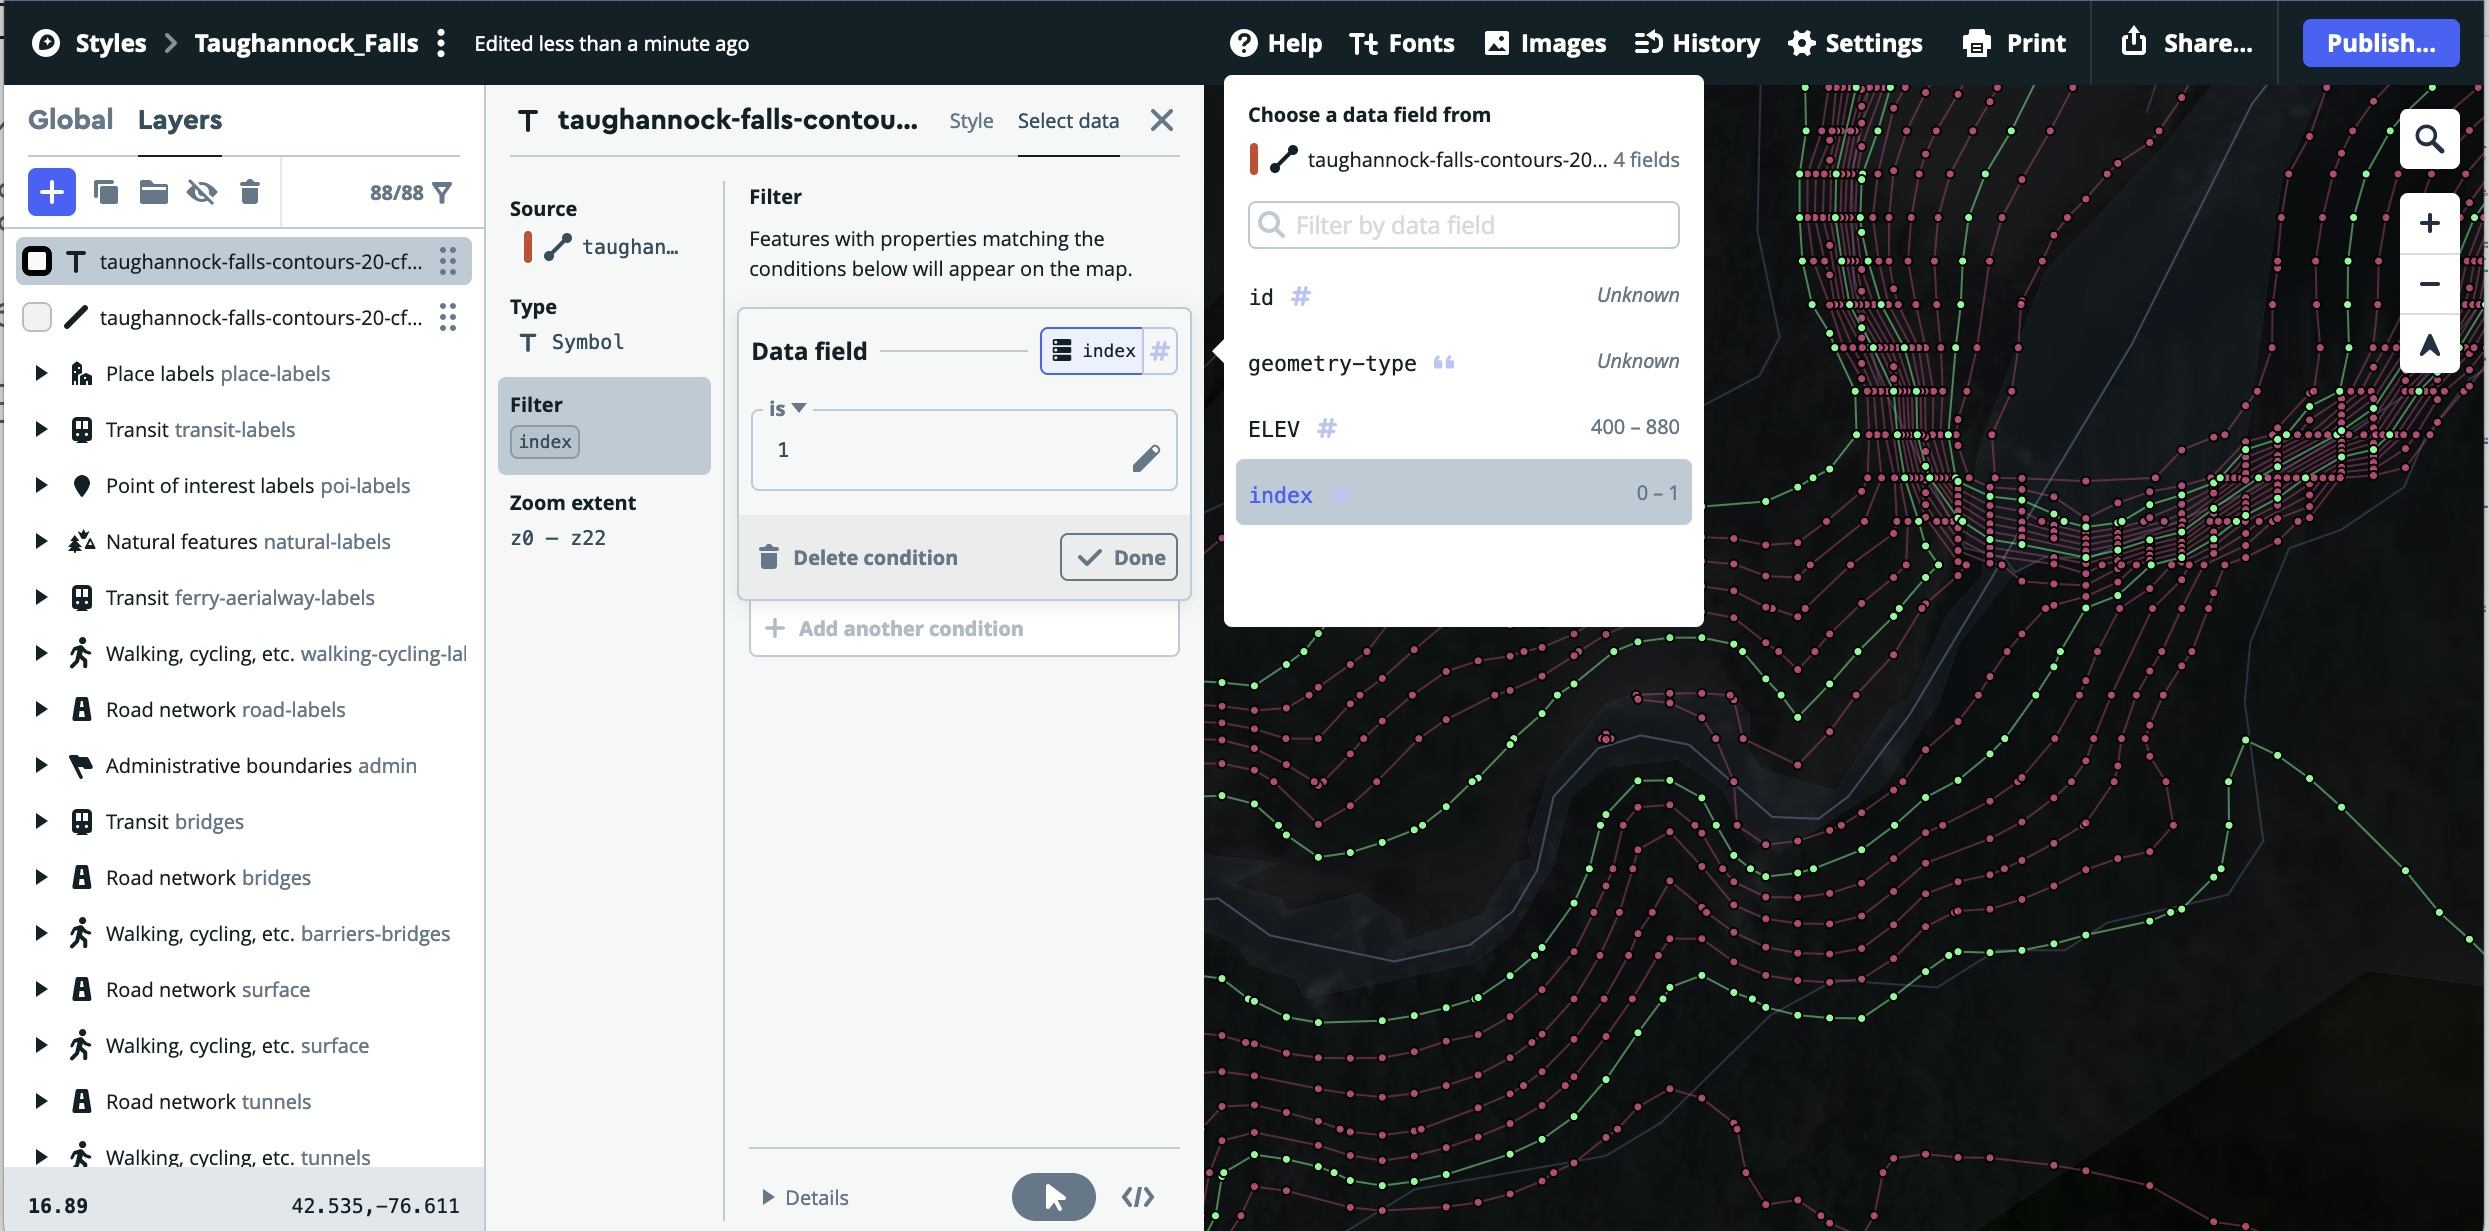 Styles > Taughannock_Falls Edited less than a minute ago Help Fonts Images History Settings Print Share... Publish...
Global Layers
88/88
taughannock-falls-contours-20-cf...
taughannock-falls-contours-20-cf...
Place labels place-labels
Transit transit-labels
Point of interest labels poi-labels
Natural features natural-labels
Transit ferry-aerialway-labels
Walking, cycling, etc. walking-cycling-lal
Road network road-labels
Administrative boundaries admin
Transit bridges
Road network bridges
Walking, cycling, etc. barriers-bridges
Road network surface
Walking, cycling, etc. surface
Road network tunnels
Walking, cycling, etc. tunnels
16.89 42.535,-76.611
taughannock-falls-contou... Style Select data
Source
taughan…
Type
Symbol
Filter
index
Zoom extent
z0 – z22
Filter
Features with properties matching the
conditions below will appear on the map.
Data field index #
is
1
Delete condition Done
+ Add another condition
Details </>
Choose a data field from
taughannock-falls-contours-20... 4 fields
Filter by data field
id # Unknown
geometry-type Unknown
ELEV # 400 – 880
index # 0 – 1